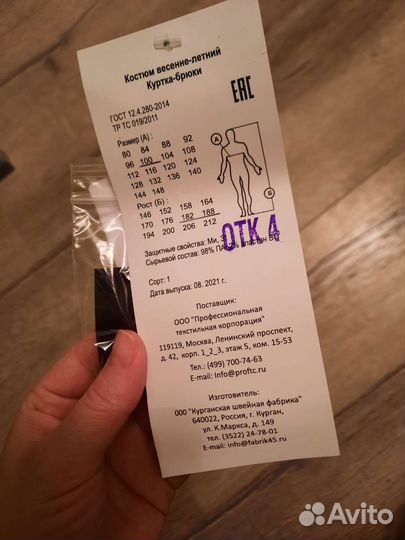 Костюм весенне-летний
Куртка-брюки
ЕАС
ГОСТ 12.4.280-2014
ТР ТС 019/2011
Размер (А) :
80 84 88 92
96 100 104 108
112 116 120 124
128 132 136 140
144 148
Рост (Б) :
146 152 158 164
170 176 182 188
194 200 206 212
А
Б
Защитные свойства: Ми, З
ОТК 4
Сырьевой состав: 98% ПА, эластан
Сорт: 1
Дата выпуска: 08. 2021 г.
Поставщик:
ООО "Профессиональная
текстильная корпорация"
119119, Москва, Ленинский проспект,
д. 42, корп. 1_2_3, этаж 5, ком. 15-53
Тел.: (499) 700-74-63
E-mail: Info@proftc.ru
Изготовитель:
ООО "Курганская швейная фабрика"
640022, Россия, г. Курган,
ул. К.Маркса, д. 149
тел. (3522) 24-78-01
E-mail: info@fabrik45.ru
Avito